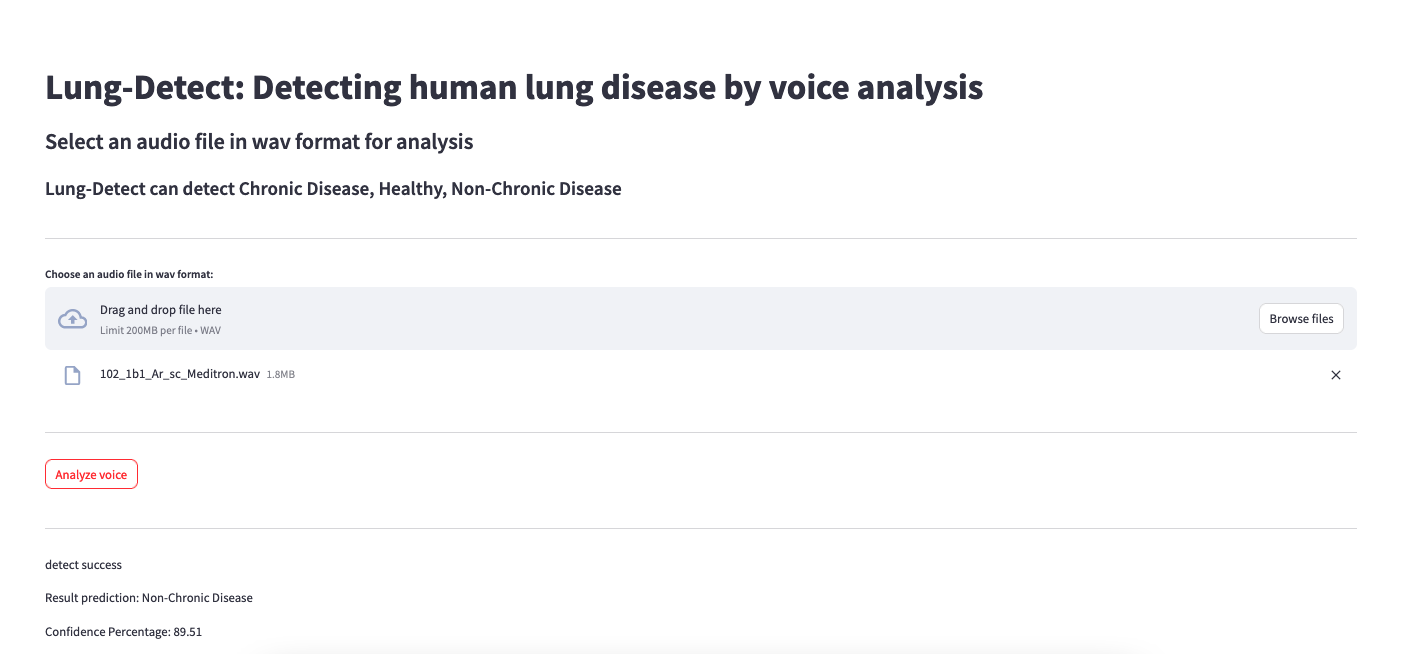 Lung-Detect: Detecting human lung disease by voice analysis
Select an audio file in wav format for analysis
Lung-Detect can detect Chronic Disease, Healthy, Non-Chronic Disease
Choose an audio file in wav format:
Drag and drop file here
Limit 200MB per file • WAV
Browse files
102_1b1_Ar_sc_Meditron.wav 1.8MB
Analyze voice
detect success
Result prediction: Non-Chronic Disease
Confidence Percentage: 89.51